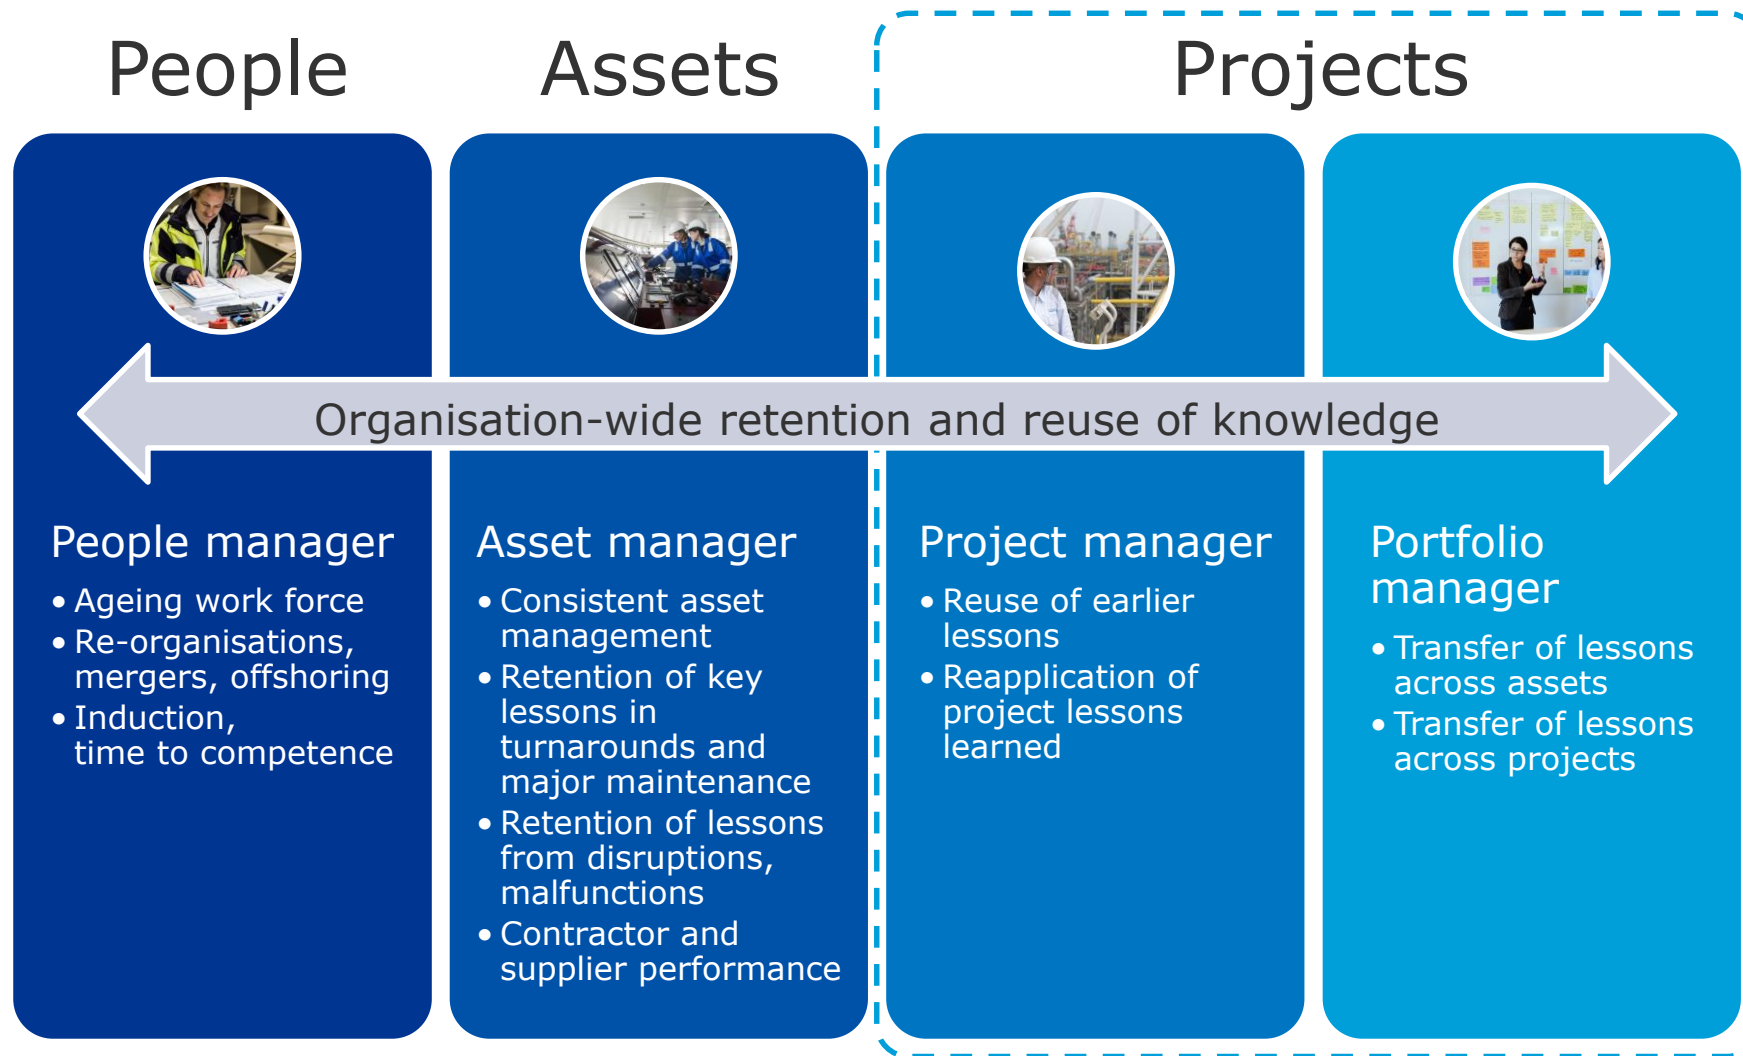 People
Assets
Projects
Organisation-wide retention and reuse of knowledge
People manager
• Ageing work force
• Re-organisations,
mergers, offshoring
• Induction,
time to competence
Asset manager
• Consistent asset
management
• Retention of key
lessons in
turnarounds and
major maintenance
• Retention of lessons
from disruptions,
malfunctions
• Contractor and
supplier performance
Project manager
• Reuse of earlier
lessons
• Reapplication of
project lessons
learned
Portfolio
manager
• Transfer of lessons
across assets
• Transfer of lessons
across projects